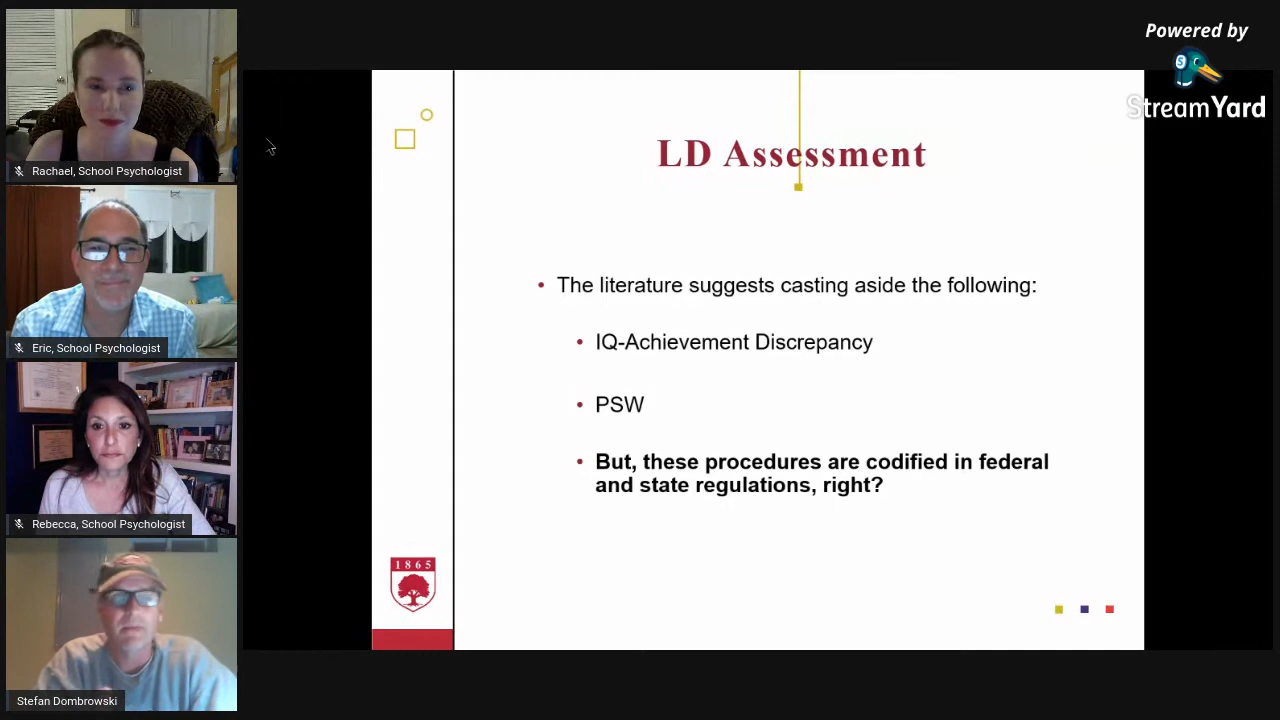 Rachael, School Psychologist
Eric, School Psychologist
Rebecca, School Psychologist
Stefan Dombrowski
LD Assessment
• The literature suggests casting aside the following:
• IQ-Achievement Discrepancy
• PSW
• But, these procedures are codified in federal
and state regulations, right?
1865
Powered by
S
StreamYard